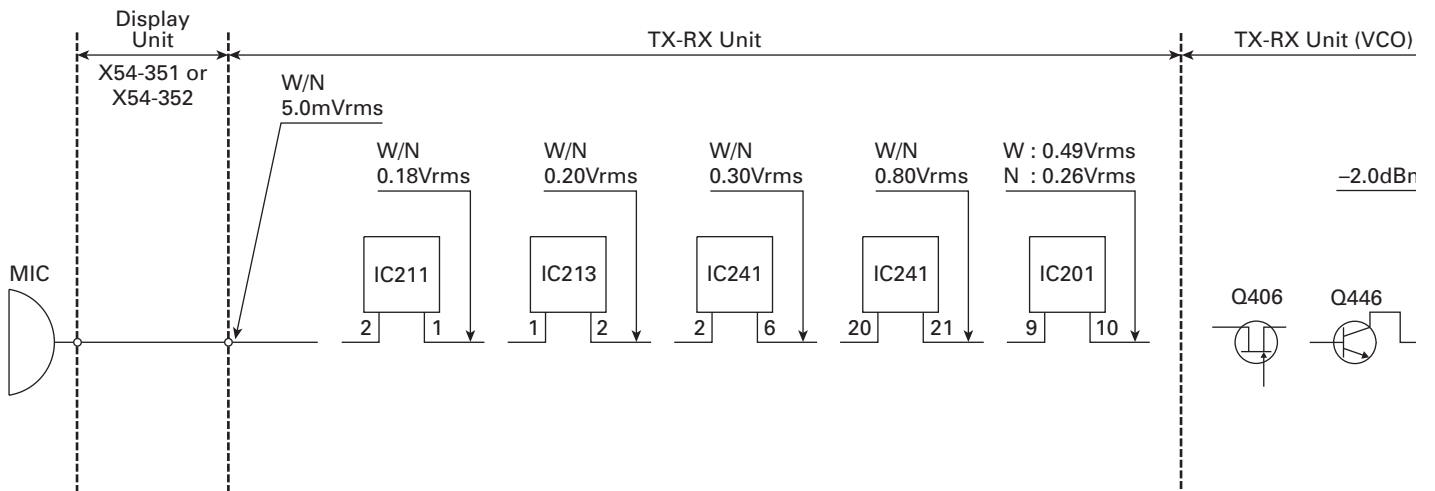 Display
Unit
TX-RX Unit
TX-RX Unit (VCO)
X54-351 or
X54-352
W/N
5.0mVrms
W/N
0.18Vrms
W/N
0.20Vrms
W/N
0.30Vrms
W/N
0.80Vrms
W : 0.49Vrms
N : 0.26Vrms
–2.0dBm
MIC
IC211
IC213
IC241
IC241
IC201
Q406
Q446
2 1
1 2
2 6
20 21
9 10